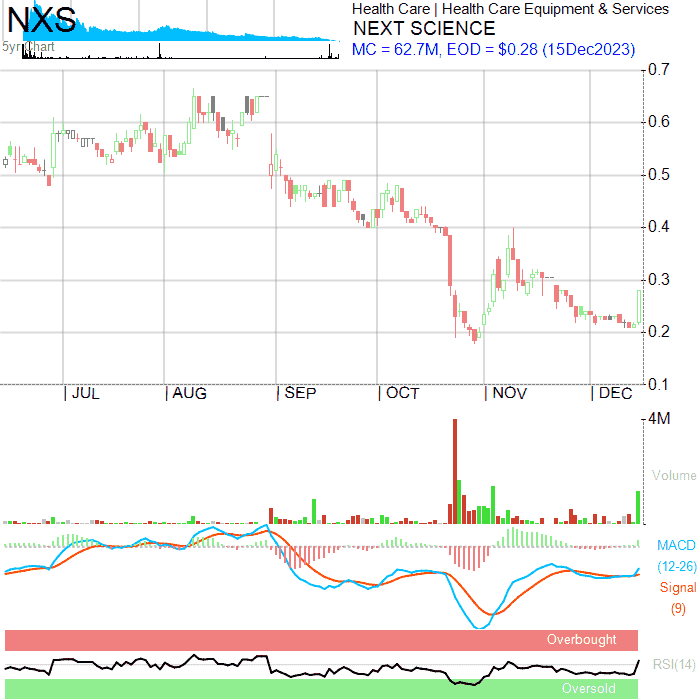 NXS
5yr Chart
Health Care | Health Care Equipment & Services
NEXT SCIENCE
MC = 62.7M, EOD = $0.28 (15Dec2023)
0.7
0.6
0.5
0.4
0.3
0.2
0.1
| JUL | AUG | SEP | OCT | NOV | DEC
4M
Volume
MACD
(12-26)
Signal
(9)
Overbought
RSI(14)
Oversold